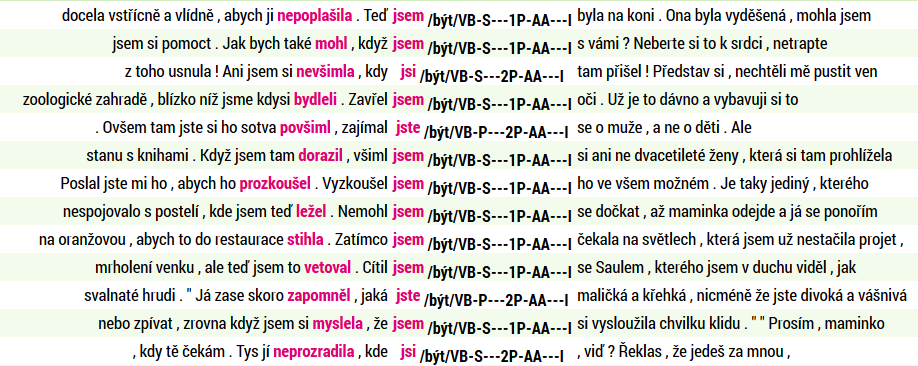 docela vstřícně a vlídně , abych ji nepoplašila . Teď jsem /být/VB-S---1P-AA---I byla na koni . Ona byla vyděšená , mohla jsem
jsem si pomoct . Jak bych také mohl , když jsem /být/VB-S---1P-AA---I s vámi ? Neberte si to k srdci , netrapte
z toho usnula ! Ani jsem si nevšimla , kdy jsi /být/VB-S---2P-AA---I tam přišel ! Představ si , nechtěli mě pustit ven
zoologické zahradě , blízko níž jsme kdysi bydleli . Zavřel jsem /být/VB-S---1P-AA---I oči . Už je to dávno a vybavuji si to
. Ovšem tam jste si ho sotva povšiml , zajímal jste /být/VB-P---2P-AA---I se o muže , a ne o děti . Ale
stanu s knihami . Když jsem tam dorazil , všiml jsem /být/VB-S---1P-AA---I si ani ne dvacetileté ženy , která si tam prohlížela
Poslal jste mi ho , abych ho prozkoušel . Vyzkoušel jsem /být/VB-S---1P-AA---I ho ve všem možném . Je taky jediný , kterého
nespojovalo s postelí , kde jsem teď ležel . Nemohl jsem /být/VB-S---1P-AA---I se dočkat , až maminka odejde a já se ponořím
na oranžovou , abych to do restaurace stihla . Zatímco jsem /být/VB-S---1P-AA---I čekala na světlech , která jsem už nestačila projet ,
mrholení venku , ale teď jsem to vetoval . Cítil jsem /být/VB-S---1P-AA---I se Saulem , kterého jsem v duchu viděl , jak
svalnaté hrudi . " Já zase skoro zapomněl , jaká jste /být/VB-P---2P-AA---I maličká a křehká , nicméně že jste divoká a vášnivá
nebo zpívat , zrovna když jsem si myslela , že jsem /být/VB-S---1P-AA---I si vysloužila chvilku klidu . " " Prosím , maminko
, kdy tě čekám . Tys jí neprozradila , kde jsi /být/VB-S---2P-AA---I , viď ? Řeklas , že jedeš za mnou ,